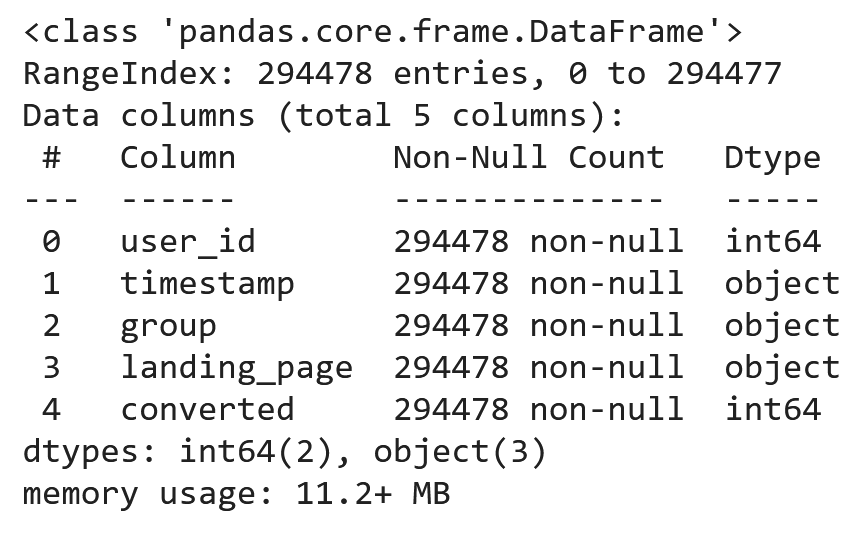 <class 'pandas.core.frame.DataFrame'>
RangeIndex: 294478 entries, 0 to 294477
Data columns (total 5 columns):
 #   Column        Non-Null Count   Dtype
---  ------        --------------   -----
 0   user_id       294478 non-null  int64
 1   timestamp     294478 non-null  object
 2   group         294478 non-null  object
 3   landing_page  294478 non-null  object
 4   converted     294478 non-null  int64
dtypes: int64(2), object(3)
memory usage: 11.2+ MB